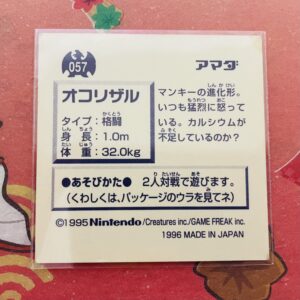 057
アマダ
オコリザル
タイプ：格闘
身長：1.0m
体重：32.0kg
マンキーの進化形。
いつも猛烈に怒って
いる。カルシウムが
不足しているのか？
●あそびかた● 2人対戦で遊びます。
(くわしくは、パッケージのウラを見てネ)
©1995 Nintendo/Creatures inc./GAME FREAK inc.
1996 MADE IN JAPAN